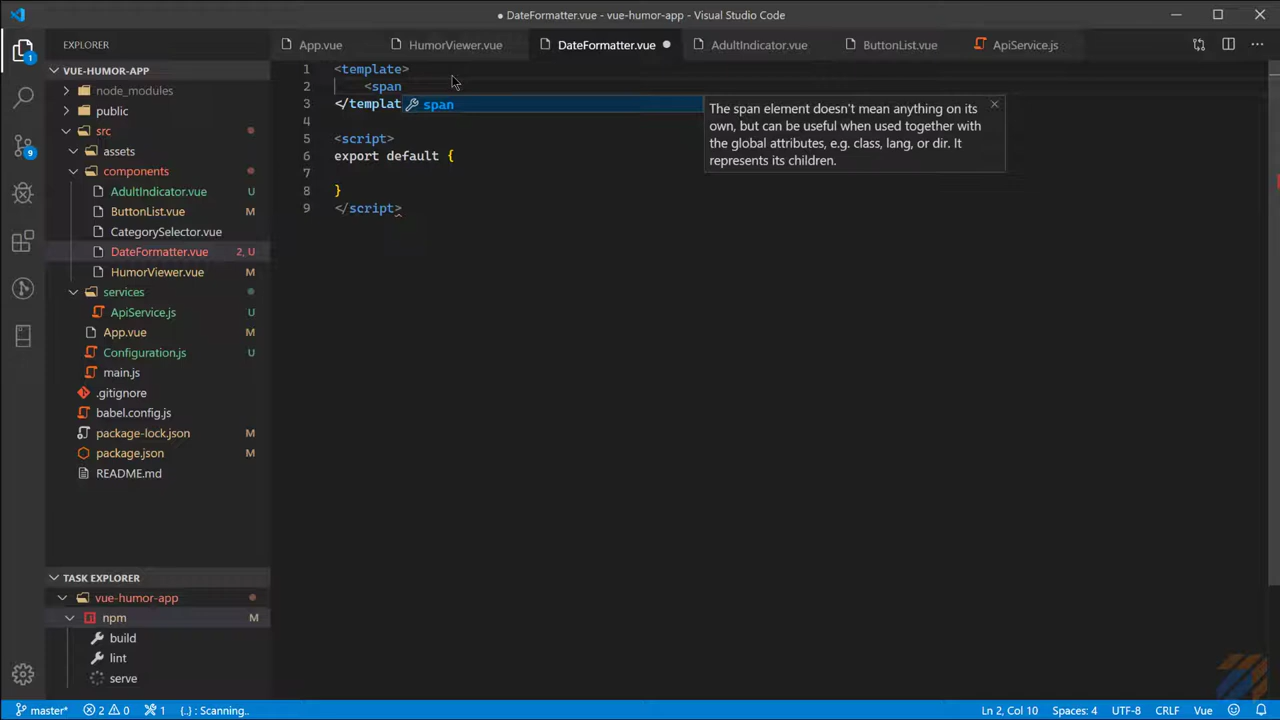 DateFormatter.vue - vue-humor-app - Visual Studio Code
EXPLORER
App.vue
HumorViewer.vue
DateFormatter.vue
AdultIndicator.vue
ButtonList.vue
ApiService.js
1
VUE-HUMOR-APP
node_modules
public
src
assets
components
AdultIndicator.vue U
ButtonList.vue M
CategorySelector.vue
DateFormatter.vue 2, U
HumorViewer.vue M
services
ApiService.js U
App.vue M
Configuration.js U
main.js
.gitignore
babel.config.js
package-lock.json M
package.json M
README.md
9
TASK EXPLORER
vue-humor-app
npm M
build
lint
serve
1 <template>
2 <span
3 </templat
span
The span element doesn't mean anything on its
own, but can be useful when used together with
the global attributes, e.g. class, lang, or dir. It
represents its children.
4
5 <script>
6 export default {
7
8 }
9 </script>
master* 2 0 1 {..} : Scanning.. Ln 2, Col 10 Spaces: 4 UTF-8 CRLF Vue